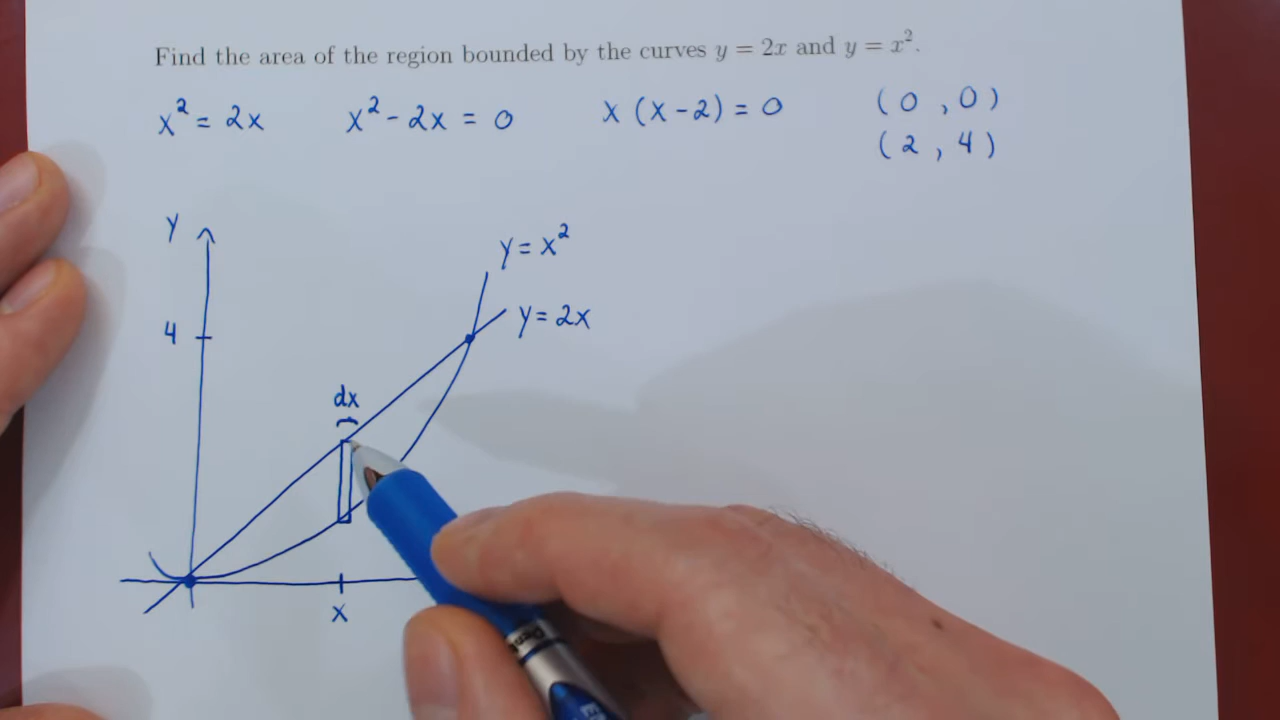 Find the area of the region bounded by the curves y = 2x and y = x².
x² = 2x x² - 2x = 0 x (x - 2) = 0 (0 , 0)
(2 , 4)
y
y = x²
y = 2x
4
dx
x